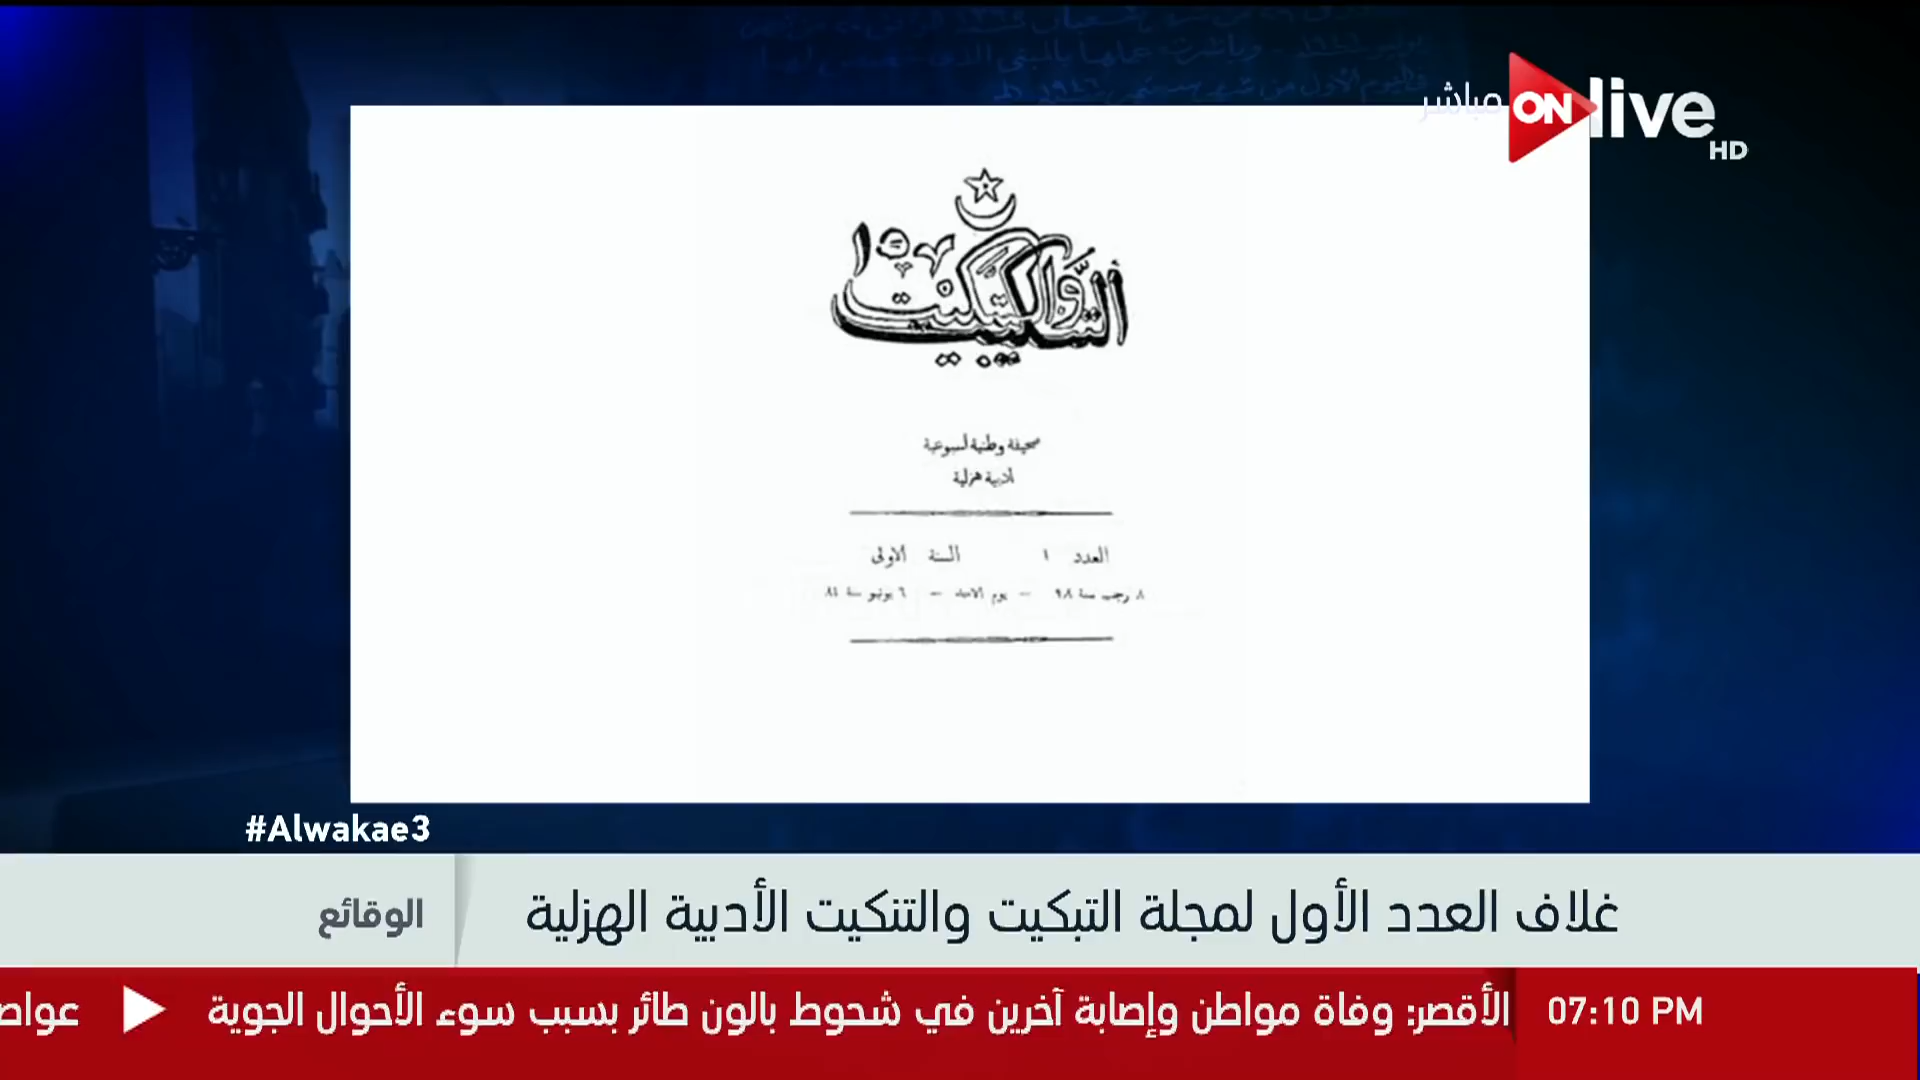 مباشر ON live
HD
التنكيت والتبكيت
صحيفة وطنية أسبوعية
أدبية هزلية
العدد ١ السنة الأولى
٨ رجب سنة ٩٨ – يوم الاحد – ٦ يونيو سنة ٨١
#Alwakae3
غلاف العدد الأول لمجلة التبكيت والتنكيت الأدبية الهزلية
الوقائع
07:10 PM
الأقصر: وفاة مواطن وإصابة آخرين في شحوط بالون طائر بسبب سوء الأحوال الجوية